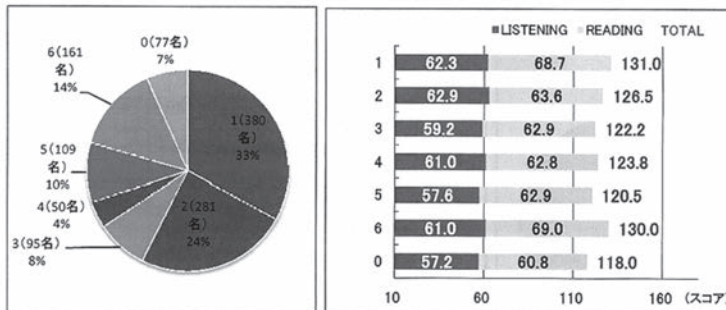 0(77名)
7%
6(161
名)
14%
1(380
名)
33%
5(109
名)
10%
2(281
名)
24%
4(50名)
4%
3(95名)
8%
■LISTENING ■READING TOTAL
1 62.3 68.7 131.0
2 62.9 63.6 126.5
3 59.2 62.9 122.2
4 61.0 62.8 123.8
5 57.6 62.9 120.5
6 61.0 69.0 130.0
0 57.2 60.8 118.0
10 60 110 160 (スコア)